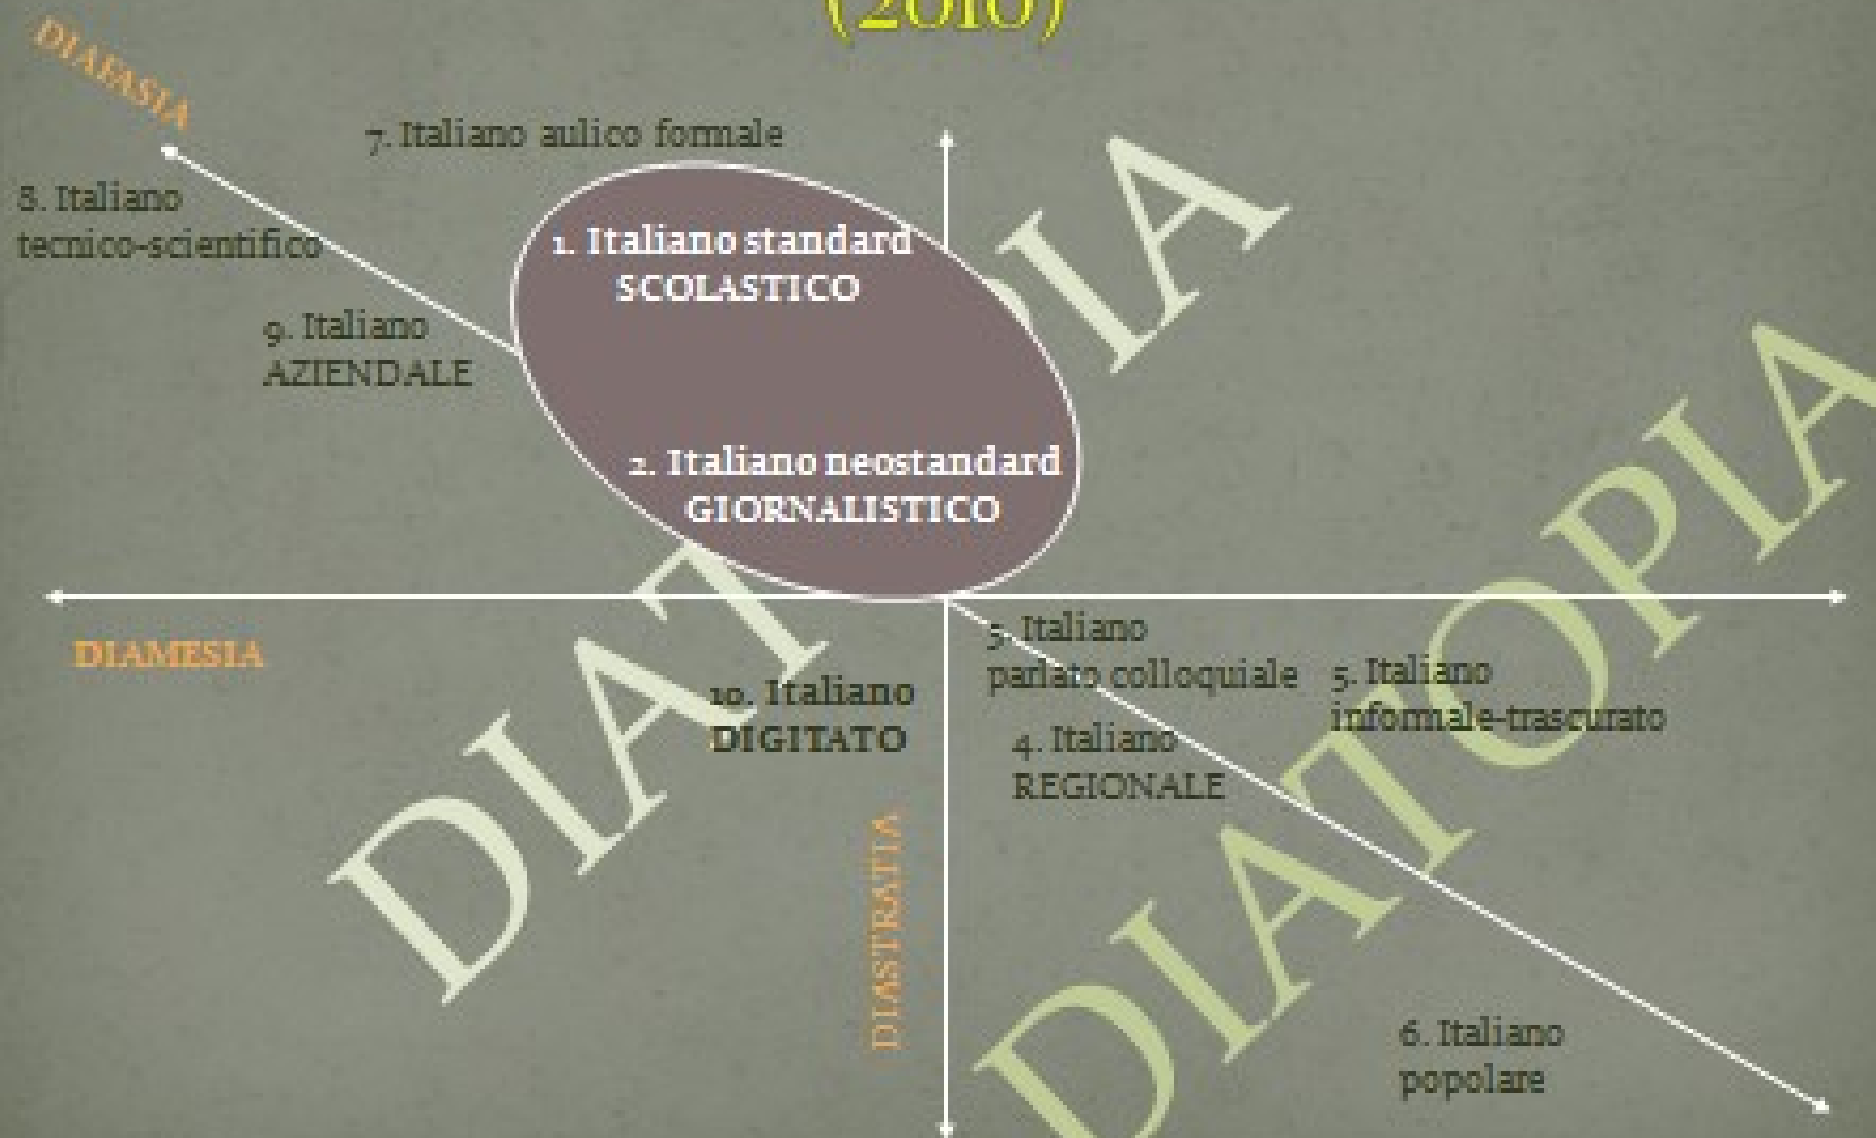 (2010)
DIAFASIA
7. Italiano aulico formale
8. Italiano
tecnico-scientifico
1. Italiano standard
SCOLASTICO
9. Italiano
AZIENDALE
2. Italiano neostandard
GIORNALISTICO
DIAMESIA
5. Italiano
informale-trascurato
Italiano
parlato colloquiale
10. Italiano
DIGITATO
4. Italiano
REGIONALE
DIASTRATIA
6. Italiano
popolare
DIAT PIA
DIATOPIA